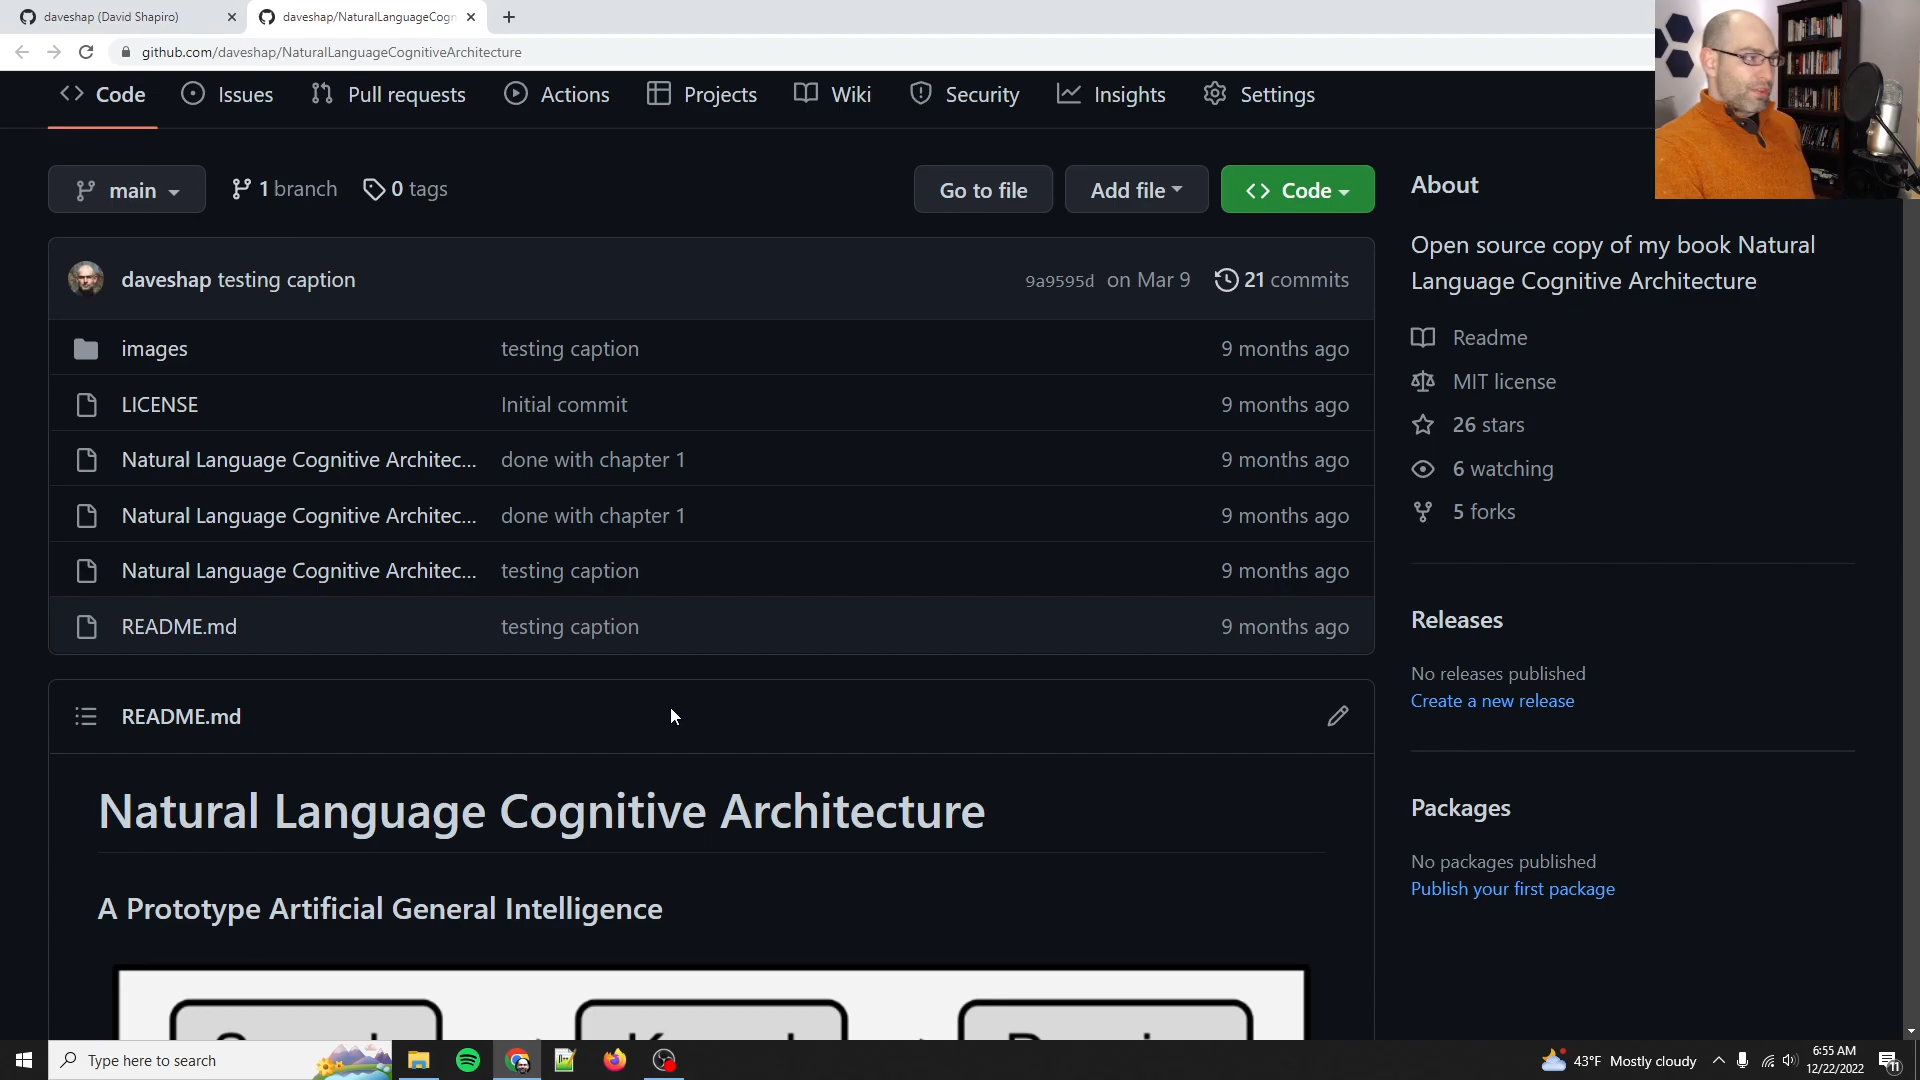 daveshap (David Shapiro)
daveshap/NaturalLanguageCogn
github.com/daveshap/NaturalLanguageCognitiveArchitecture
Code Issues Pull requests Actions Projects Wiki Security Insights Settings
main 1 branch 0 tags Go to file Add file Code
daveshap testing caption 9a9595d on Mar 9 21 commits
images testing caption 9 months ago
LICENSE Initial commit 9 months ago
Natural Language Cognitive Architec... done with chapter 1 9 months ago
Natural Language Cognitive Architec... done with chapter 1 9 months ago
Natural Language Cognitive Architec... testing caption 9 months ago
README.md testing caption 9 months ago
README.md
Natural Language Cognitive Architecture
A Prototype Artificial General Intelligence
About
Open source copy of my book Natural
Language Cognitive Architecture
Readme
MIT license
26 stars
6 watching
5 forks
Releases
No releases published
Create a new release
Packages
No packages published
Publish your first package
Type here to search
43°F Mostly cloudy
6:55 AM
12/22/2022
11